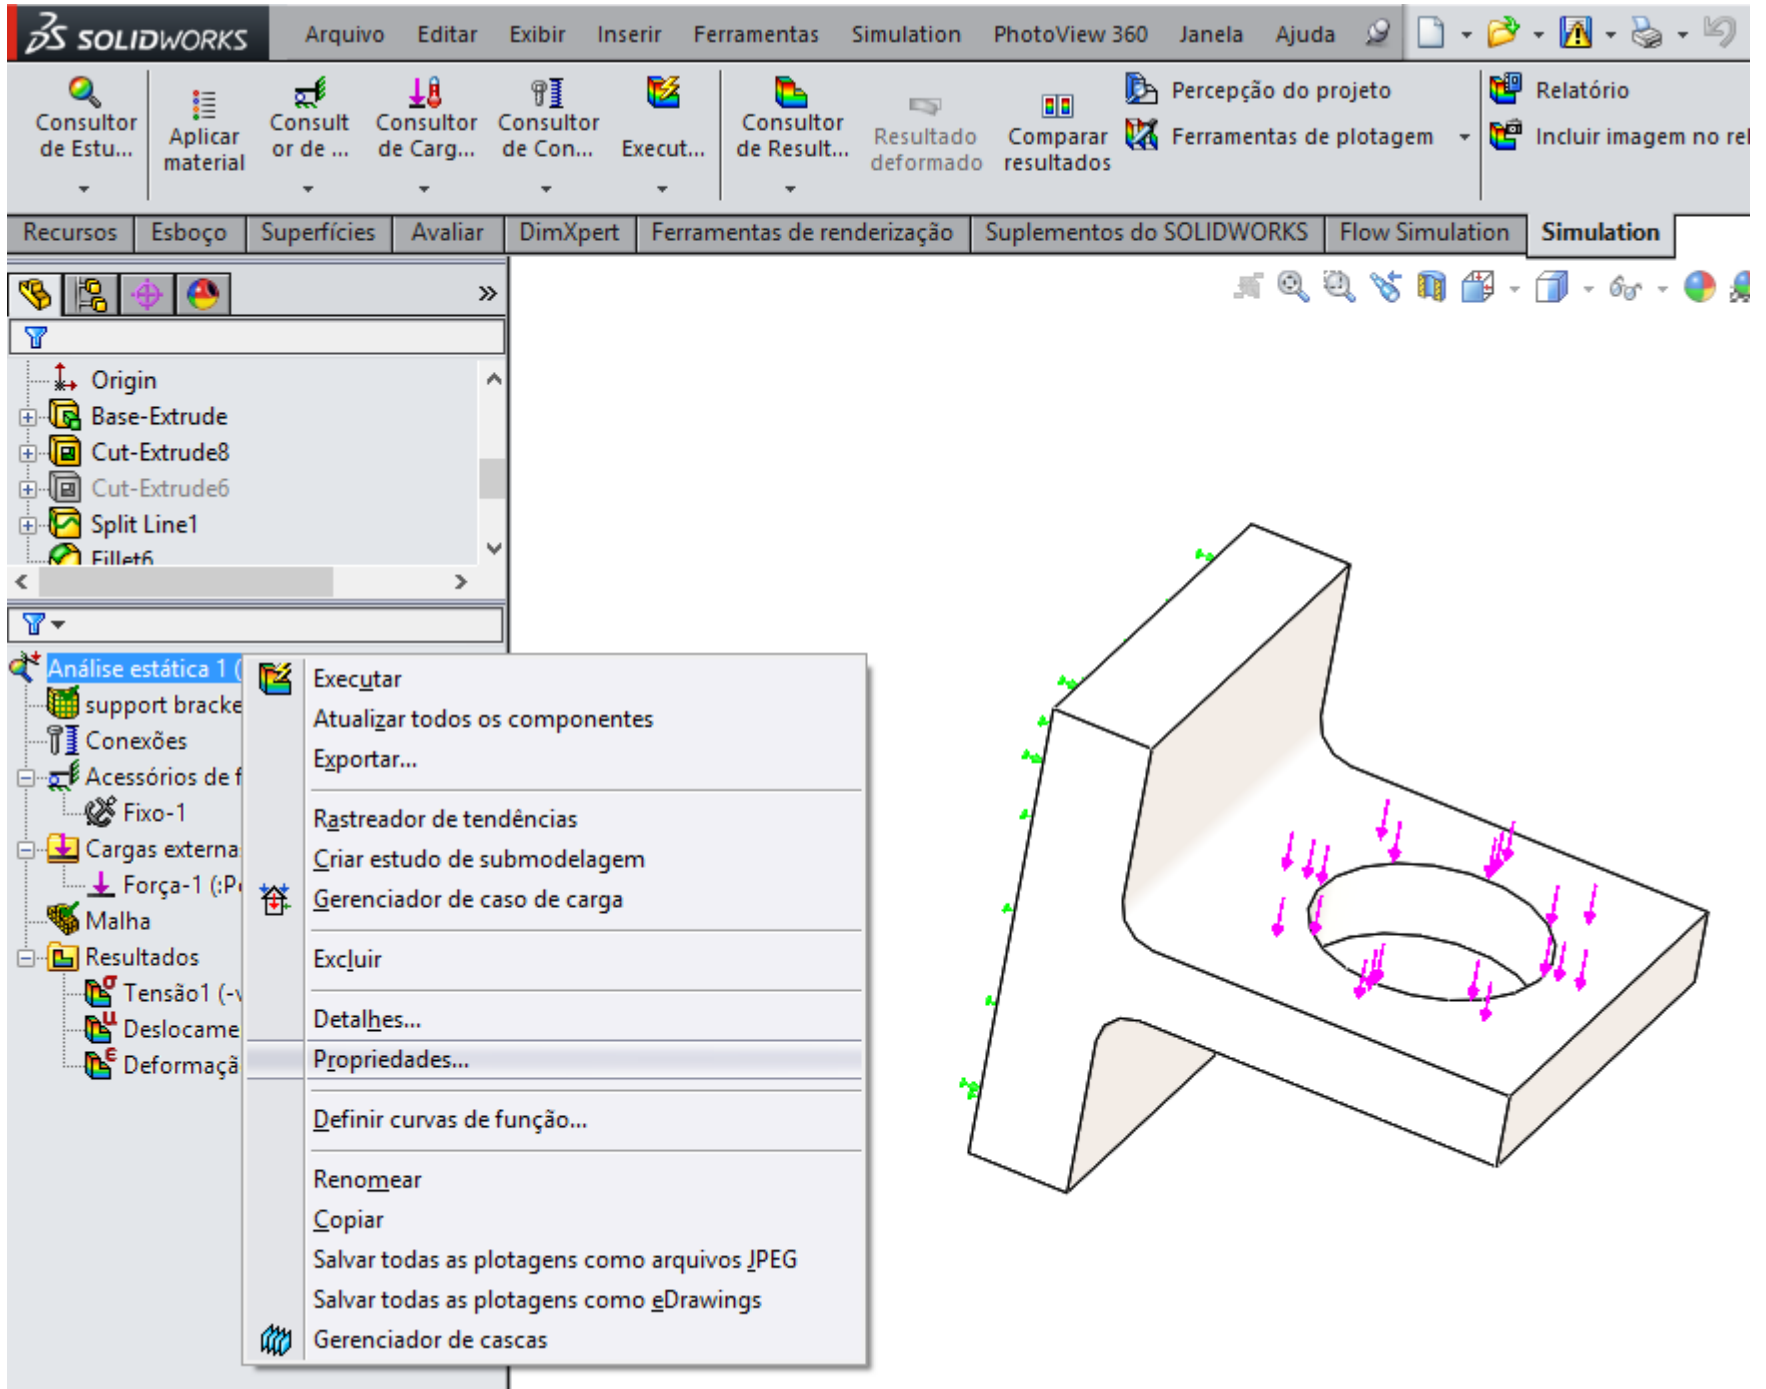 SOLIDWORKS
Arquivo Editar Exibir Inserir Ferramentas Simulation PhotoView 360 Janela Ajuda
Consultor de Estu...
Aplicar material
Consult or de ...
Consultor de Carg...
Consultor de Con...
Execut...
Consultor de Result...
Resultado deformado
Comparar resultados
Percepção do projeto
Ferramentas de plotagem
Relatório
Incluir imagem no rel
Recursos Esboço Superfícies Avaliar DimXpert Ferramentas de renderização Suplementos do SOLIDWORKS Flow Simulation Simulation
Origin
Base-Extrude
Cut-Extrude8
Cut-Extrude6
Split Line1
Fillet6
Análise estática 1 (
support bracke
Conexões
Acessórios de f
Fixo-1
Cargas externa
Força-1 (:Pe
Malha
Resultados
Tensão1 (-v
Deslocame
Deformaçã
Executar
Atualizar todos os componentes
Exportar...
Rastreador de tendências
Criar estudo de submodelagem
Gerenciador de caso de carga
Excluir
Detalhes...
Propriedades...
Definir curvas de função...
Renomear
Copiar
Salvar todas as plotagens como arquivos JPEG
Salvar todas as plotagens como eDrawings
Gerenciador de cascas